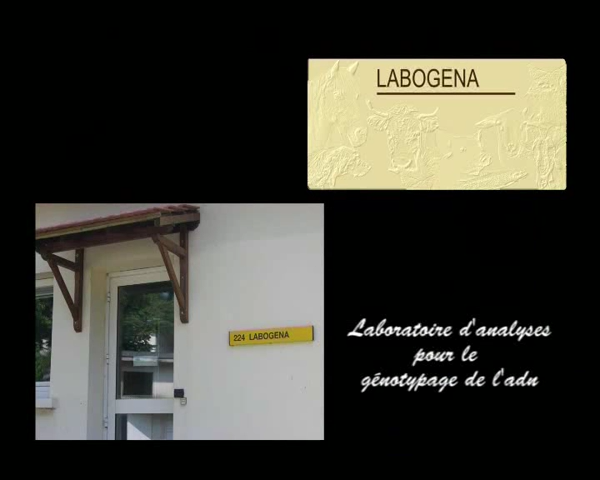 LABOGENA
224 LABOGENA
Laboratoire d'analyses
pour le
génotypage de l'adn